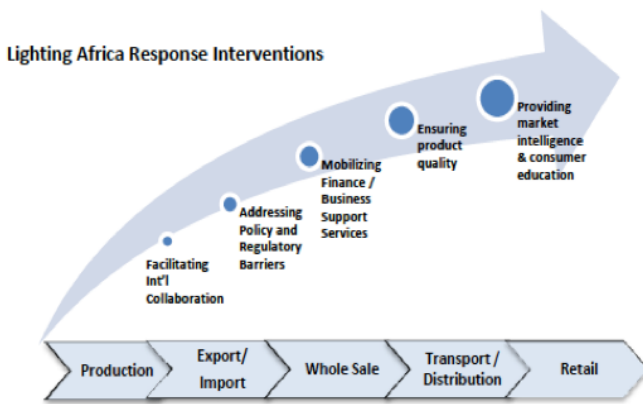 Lighting Africa Response Interventions
Providing
market
intelligence
& consumer
education
Ensuring
product
quality
Mobilizing
Finance /
Business
Support
Services
Addressing
Policy and
Regulatory
Barriers
Facilitating
Int'l
Collaboration
Production
Export/
Import
Whole Sale
Transport /
Distribution
Retail